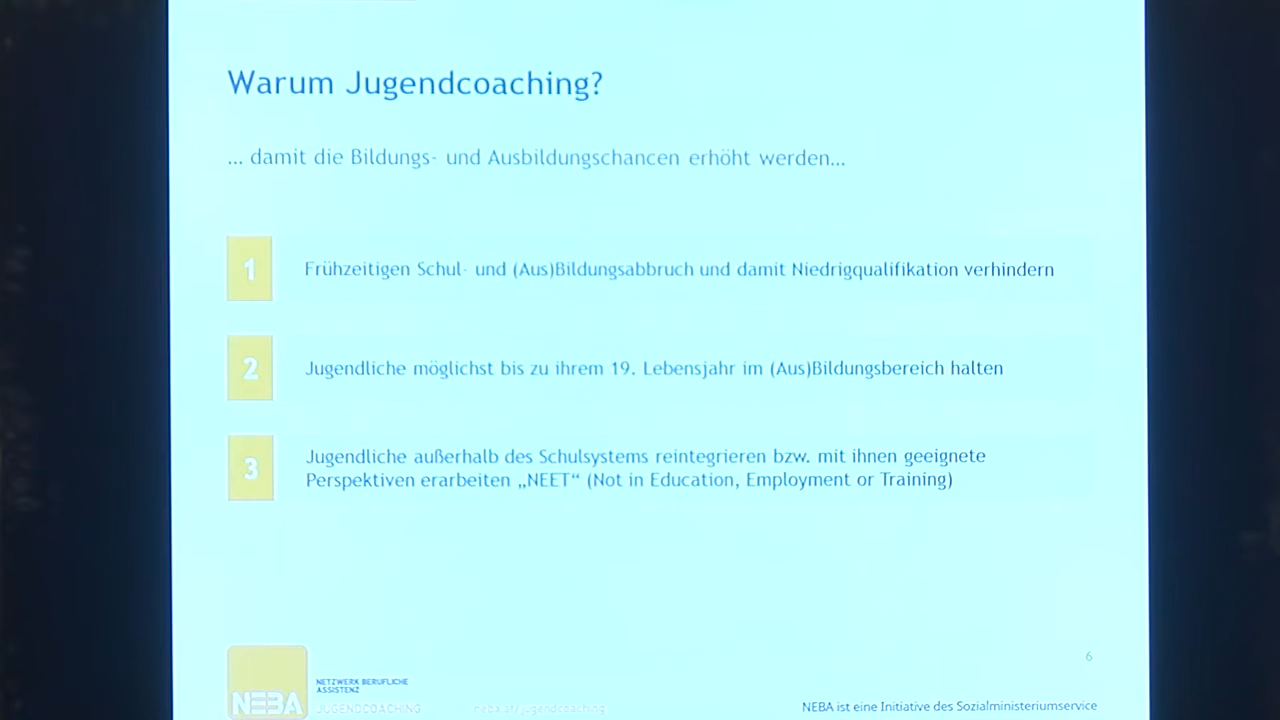 Warum Jugendcoaching?
... damit die Bildungs- und Ausbildungschancen erhöht werden...
1
Frühzeitigen Schul- und (Aus)Bildungsabbruch und damit Niedrigqualifikation verhindern
2
Jugendliche möglichst bis zu ihrem 19. Lebensjahr im (Aus)Bildungsbereich halten
3
Jugendliche außerhalb des Schulsystems reintegrieren bzw. mit ihnen geeignete
Perspektiven erarbeiten „NEET“ (Not in Education, Employment or Training)
6
NEBA
NETZWERK BERUFLICHE
ASSISTENZ
JUGENDCOACHING
neba.at/jugendcoaching
NEBA ist eine Initiative des Sozialministeriumservice